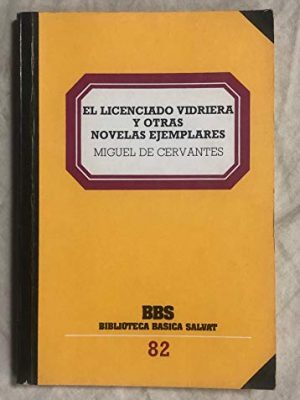 EL LICENCIADO VIDRIERA
Y OTRAS
NOVELAS EJEMPLARES
MIGUEL DE CERVANTES
BBS
BIBLIOTECA BASICA SALVAT
82